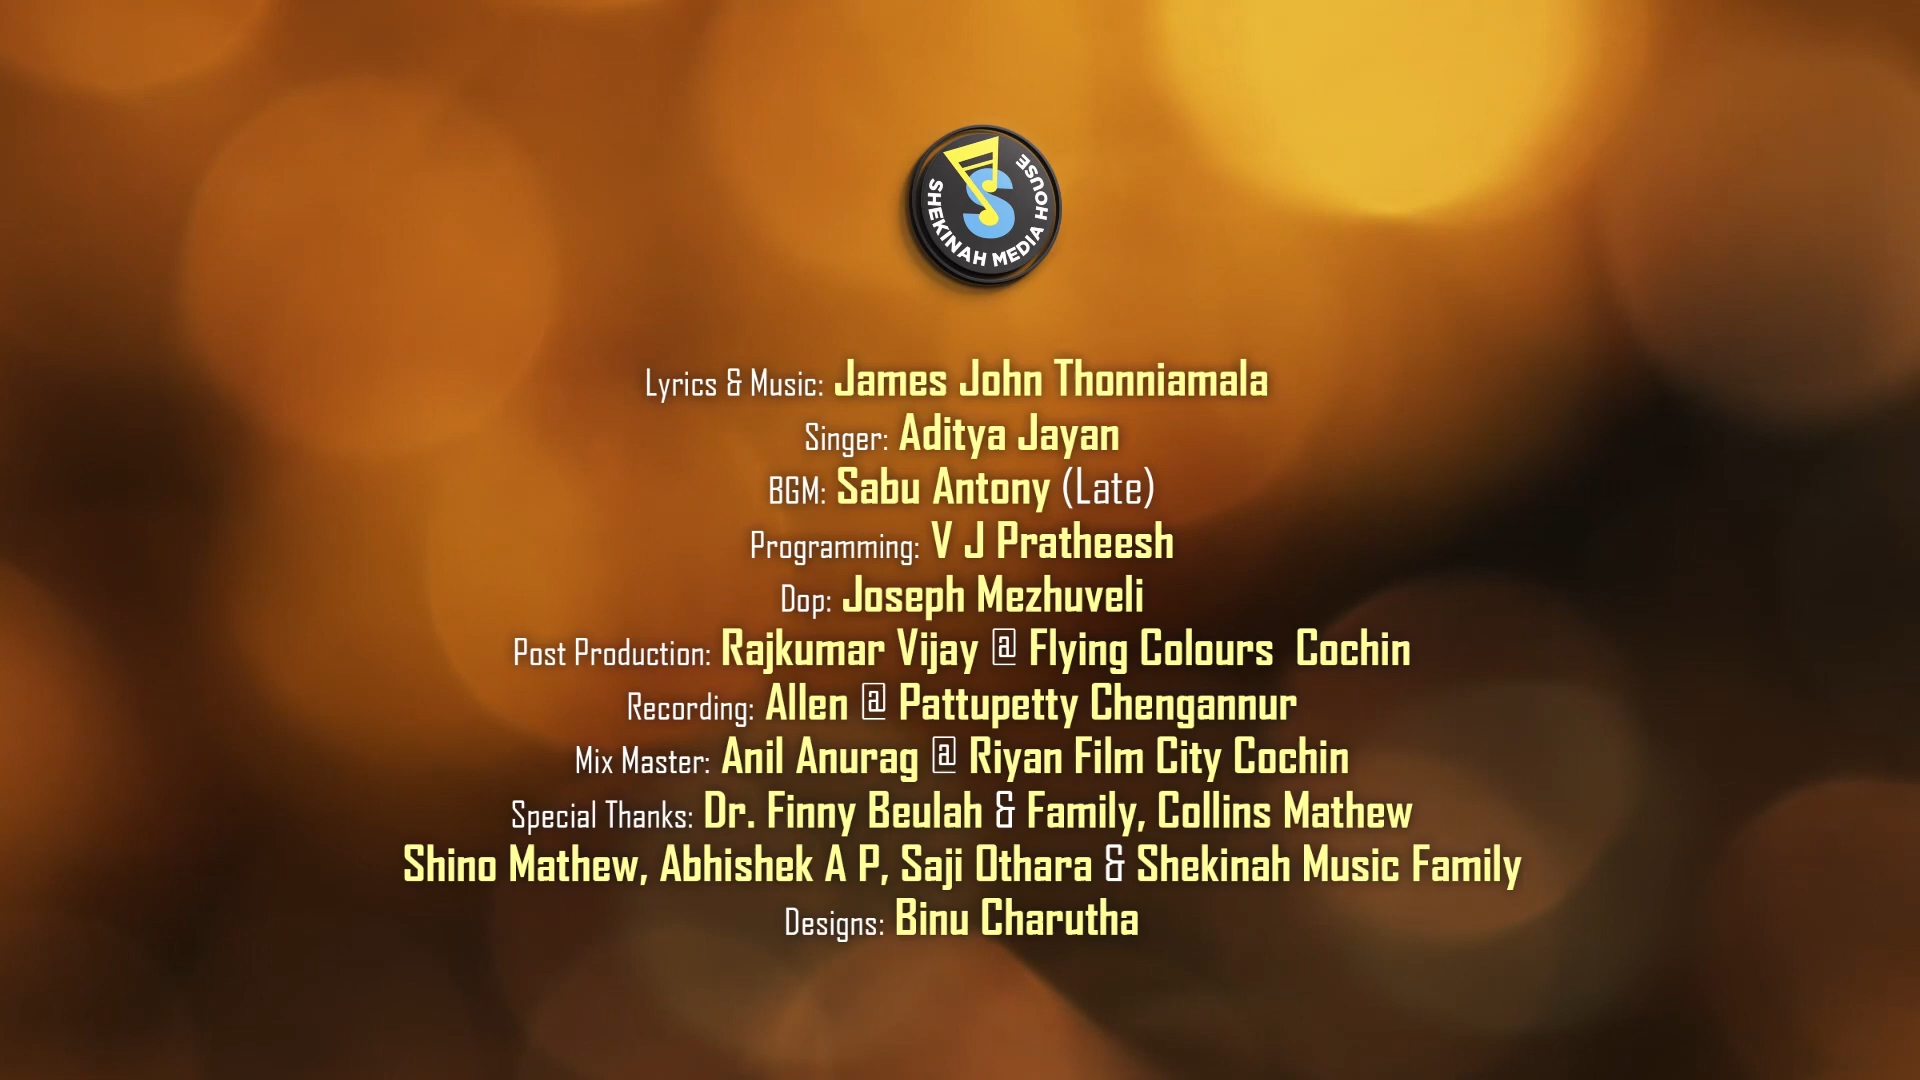 SHEKINAH MEDIA HOUSE
S
Lyrics & Music: James John Thonniamala
Singer: Aditya Jayan
BGM: Sabu Antony (Late)
Programming: V J Pratheesh
Dop: Joseph Mezhuveli
Post Production: Rajkumar Vijay @ Flying Colours  Cochin
Recording: Allen @ Pattupetty Chengannur
Mix Master: Anil Anurag @ Riyan Film City Cochin
Special Thanks: Dr. Finny Beulah & Family, Collins Mathew
Shino Mathew, Abhishek A P, Saji Othara & Shekinah Music Family
Designs: Binu Charutha